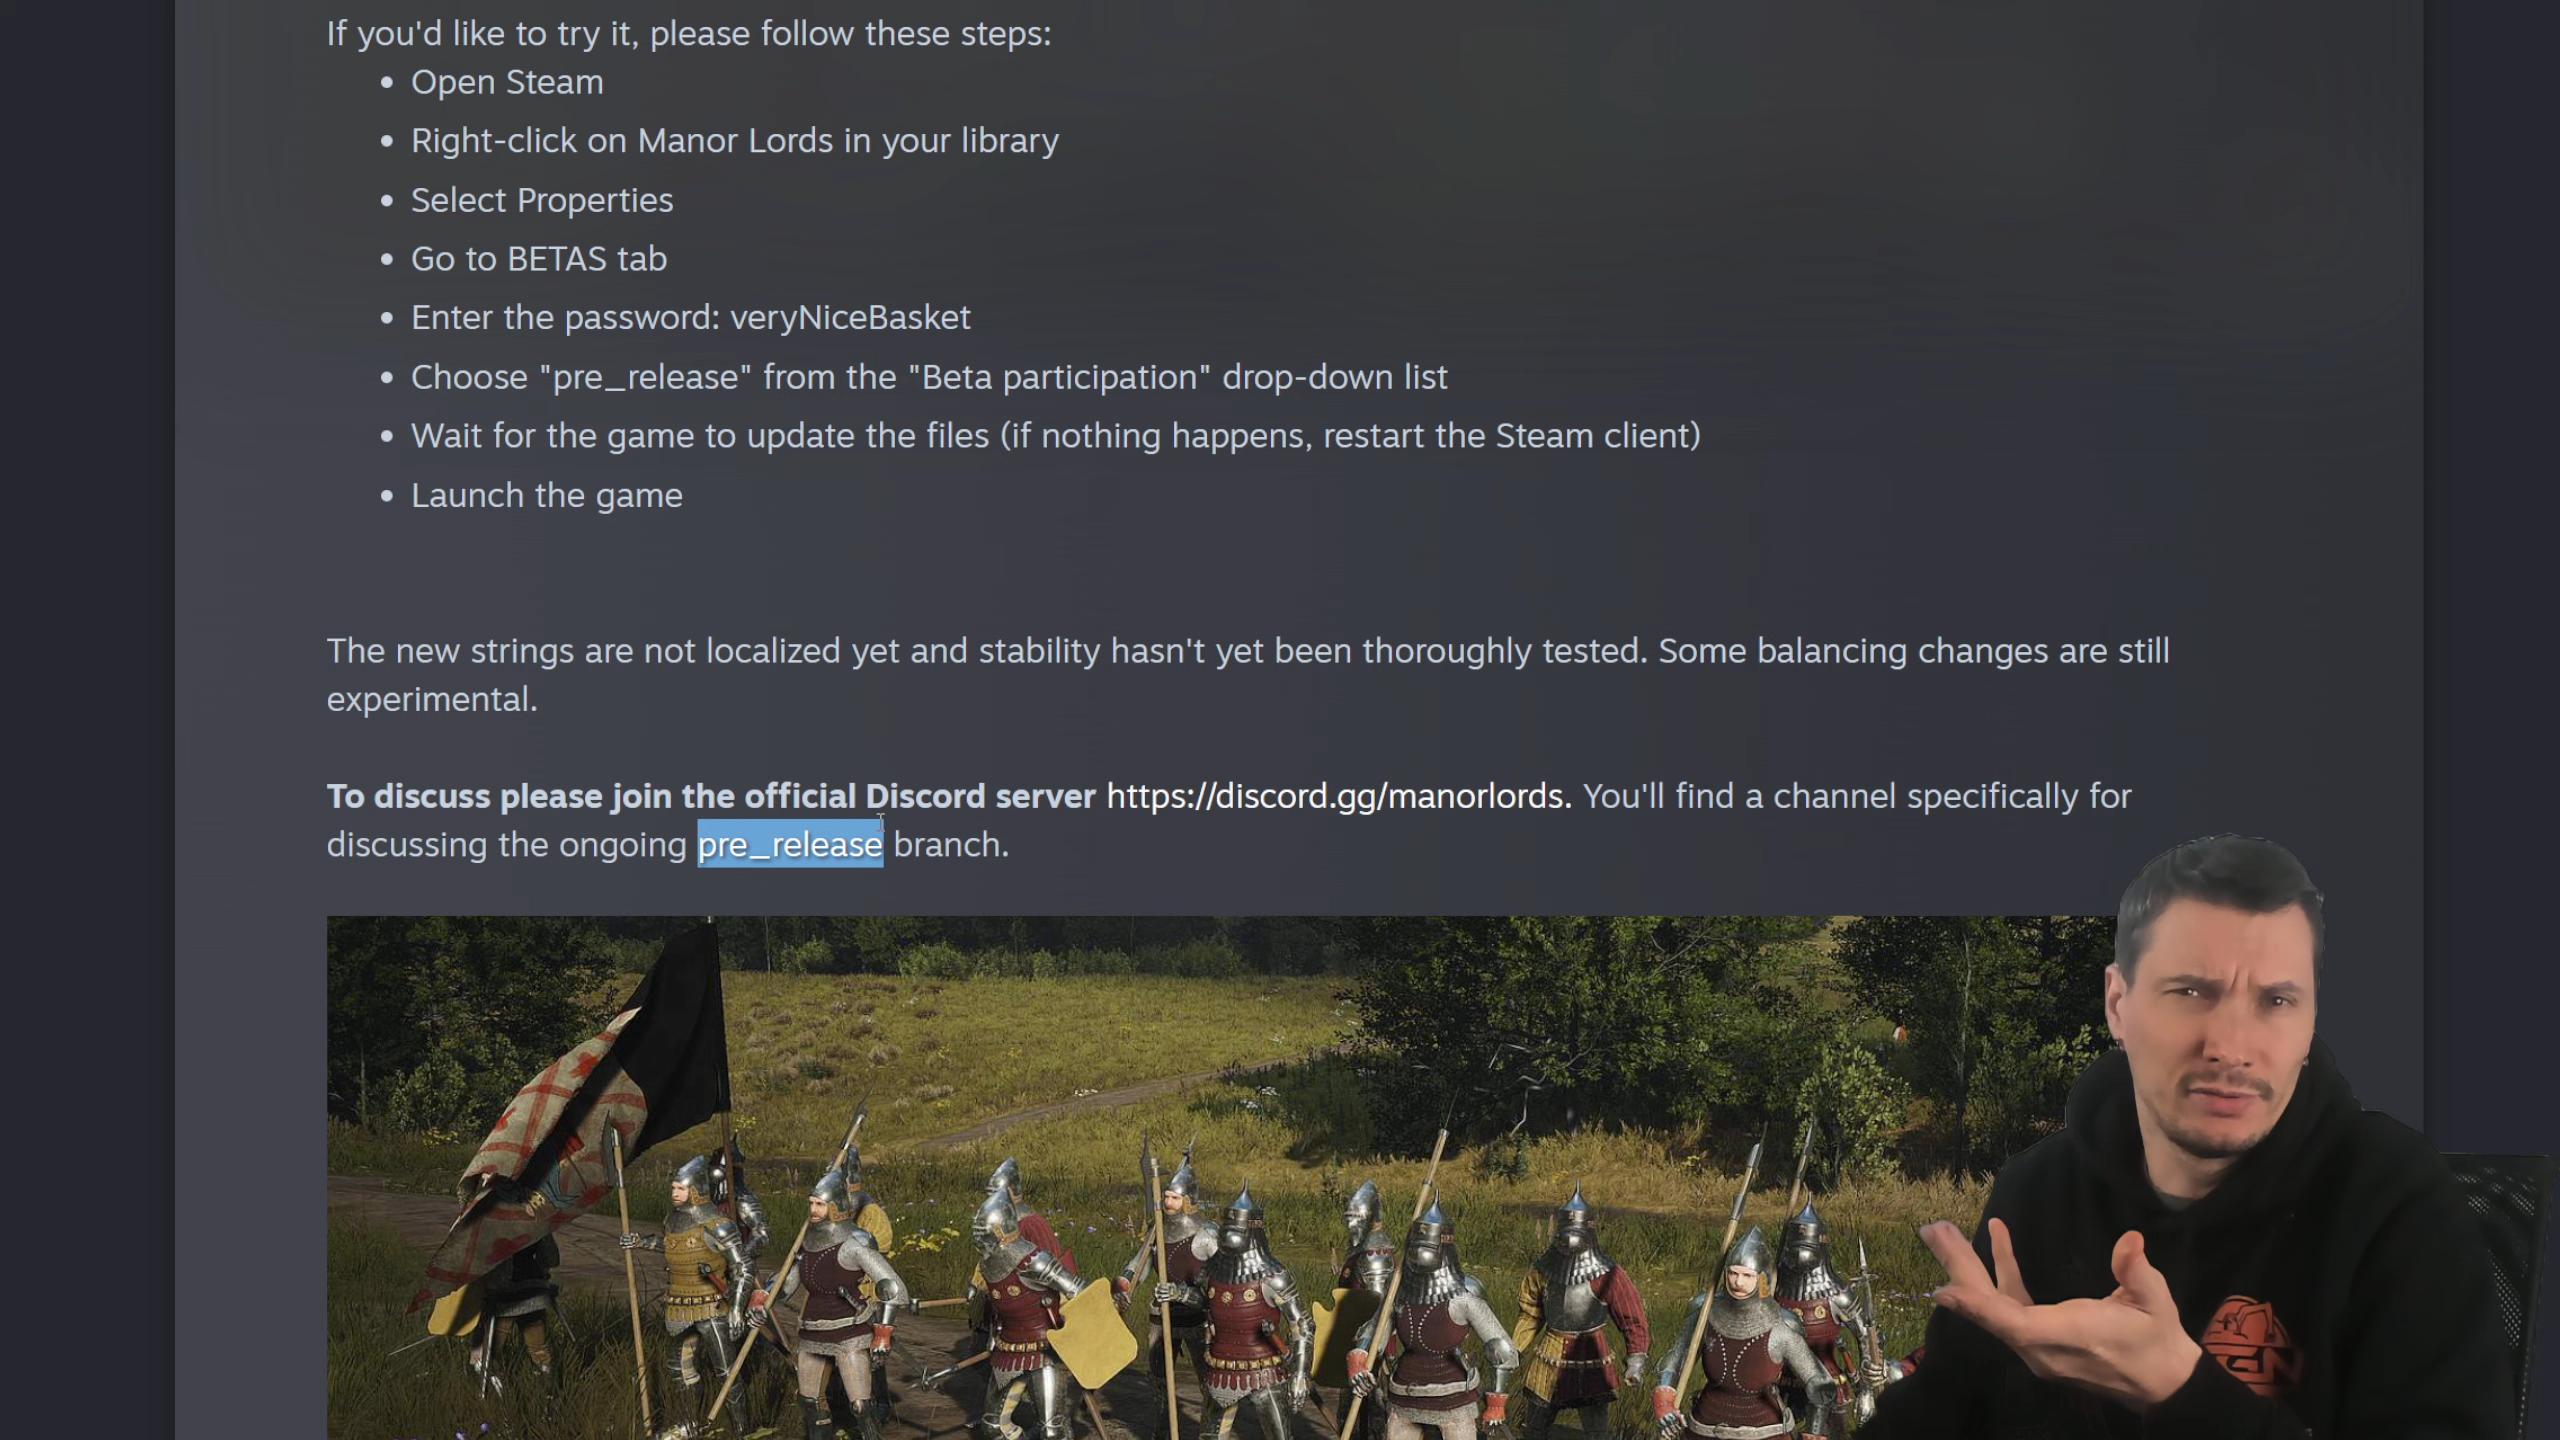 If you'd like to try it, please follow these steps:
• Open Steam
• Right-click on Manor Lords in your library
• Select Properties
• Go to BETAS tab
• Enter the password: veryNiceBasket
• Choose "pre_release" from the "Beta participation" drop-down list
• Wait for the game to update the files (if nothing happens, restart the Steam client)
• Launch the game
The new strings are not localized yet and stability hasn't yet been thoroughly tested. Some balancing changes are still
experimental.
To discuss please join the official Discord server https://discord.gg/manorlords. You'll find a channel specifically for
discussing the ongoing pre_release branch.